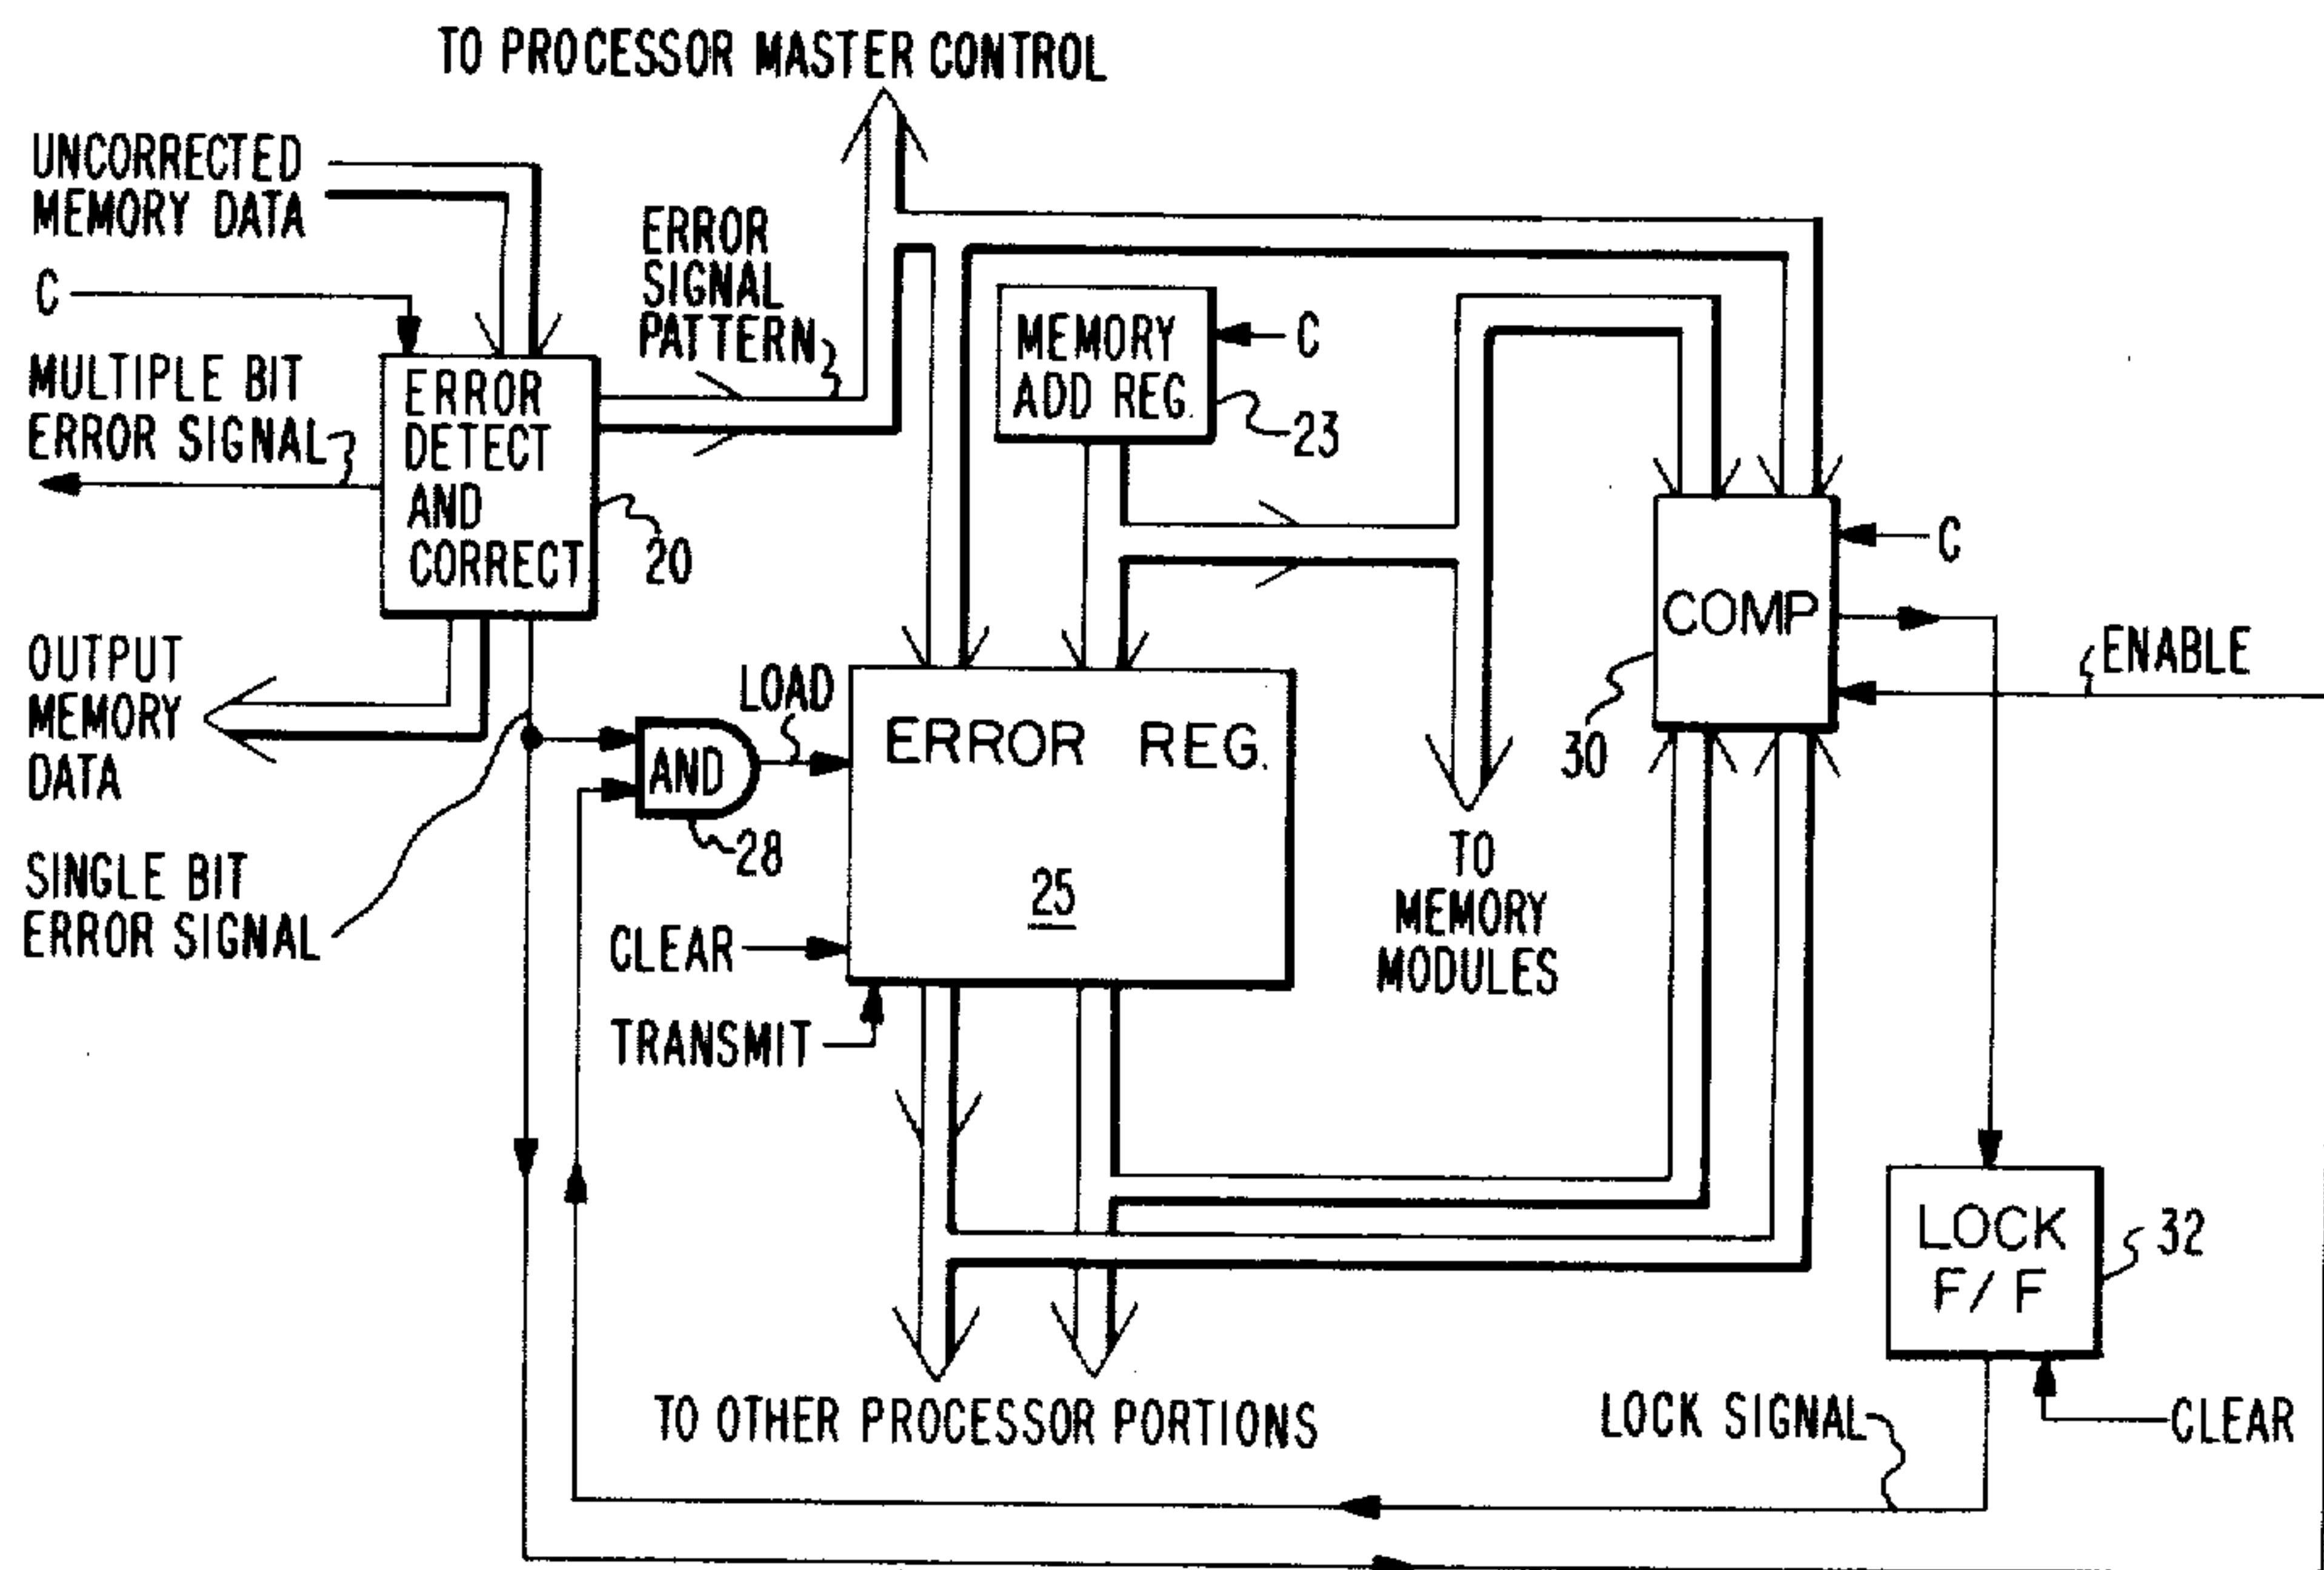 TO PROCESSOR MASTER CONTROL
UNCORRECTED
MEMORY DATA
C
MULTIPLE BIT
ERROR SIGNAL
ERROR
SIGNAL
PATTERN
ERROR
DETECT
AND
CORRECT
20
MEMORY
ADD REG.
C
23
C
COMP
30
ENABLE
OUTPUT
MEMORY
DATA
SINGLE BIT
ERROR SIGNAL
AND
28
LOAD
ERROR REG.
25
CLEAR
TRANSMIT
TO
MEMORY
MODULES
LOCK
F/F
32
CLEAR
LOCK SIGNAL
TO OTHER PROCESSOR PORTIONS